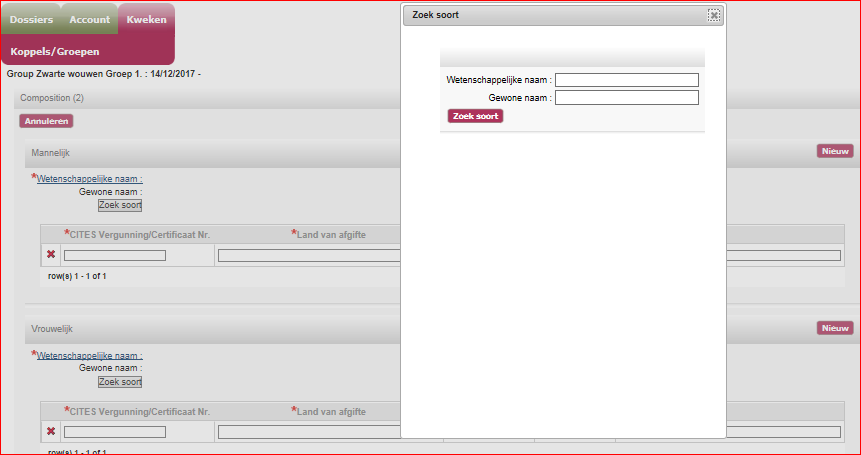 Dossiers Account Kweken
Koppels/Groepen
Group Zwarte wouwen Groep 1. : 14/12/2017 -
Composition (2)
Annuleren
Mannelijk
Nieuw
*Wetenschappelijke naam :
Gewone naam :
Zoek soort
*CITES Vergunning/Certificaat Nr. *Land van afgifte
row(s) 1 - 1 of 1
Vrouwelijk
Nieuw
*Wetenschappelijke naam :
Gewone naam :
Zoek soort
*CITES Vergunning/Certificaat Nr. *Land van afgifte
row(s) 1 - 1 of 1
Zoek soort
Wetenschappelijke naam :
Gewone naam :
Zoek soort